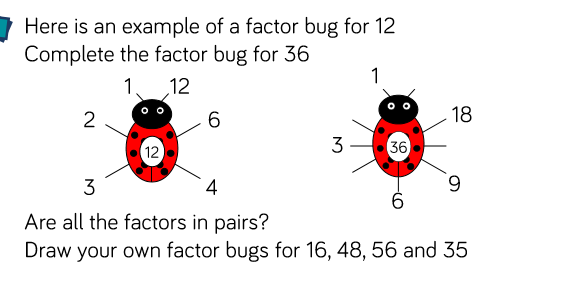 Here is an example of a factor bug for 12
Complete the factor bug for 36
1 12
1
2 6
18
12
3 36
3 4
9
6
Are all the factors in pairs?
Draw your own factor bugs for 16, 48, 56 and 35